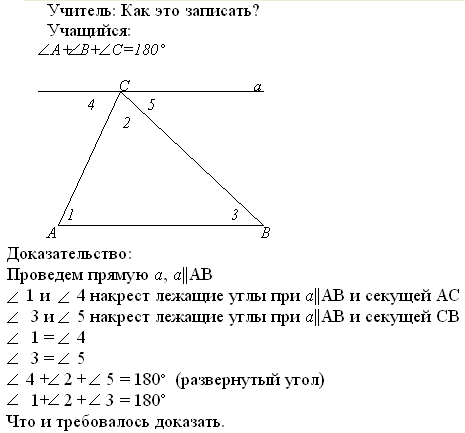 Учитель: Как это записать?
Учащийся:
∠A+∠B+∠C=180°
C a
4 5
2
1 3
A B
Доказательство:
Проведем прямую a, a||AB
∠ 1 и ∠ 4 накрест лежащие углы при a||AB и секущей AC
∠ 3 и ∠ 5 накрест лежащие углы при a||AB и секущей CB
∠ 1 = ∠ 4
∠ 3 = ∠ 5
∠ 4 + ∠ 2 + ∠ 5 = 180° (развернутый угол)
∠ 1+ ∠ 2 + ∠ 3 = 180°
Что и требовалось доказать.